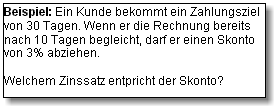 Beispiel: Ein Kunde bekommt ein Zahlungsziel
von 30 Tagen. Wenn er die Rechnung bereits
nach 10 Tagen begleicht, darf er einen Skonto
von 3% abziehen.
Welchem Zinssatz entpricht der Skonto?